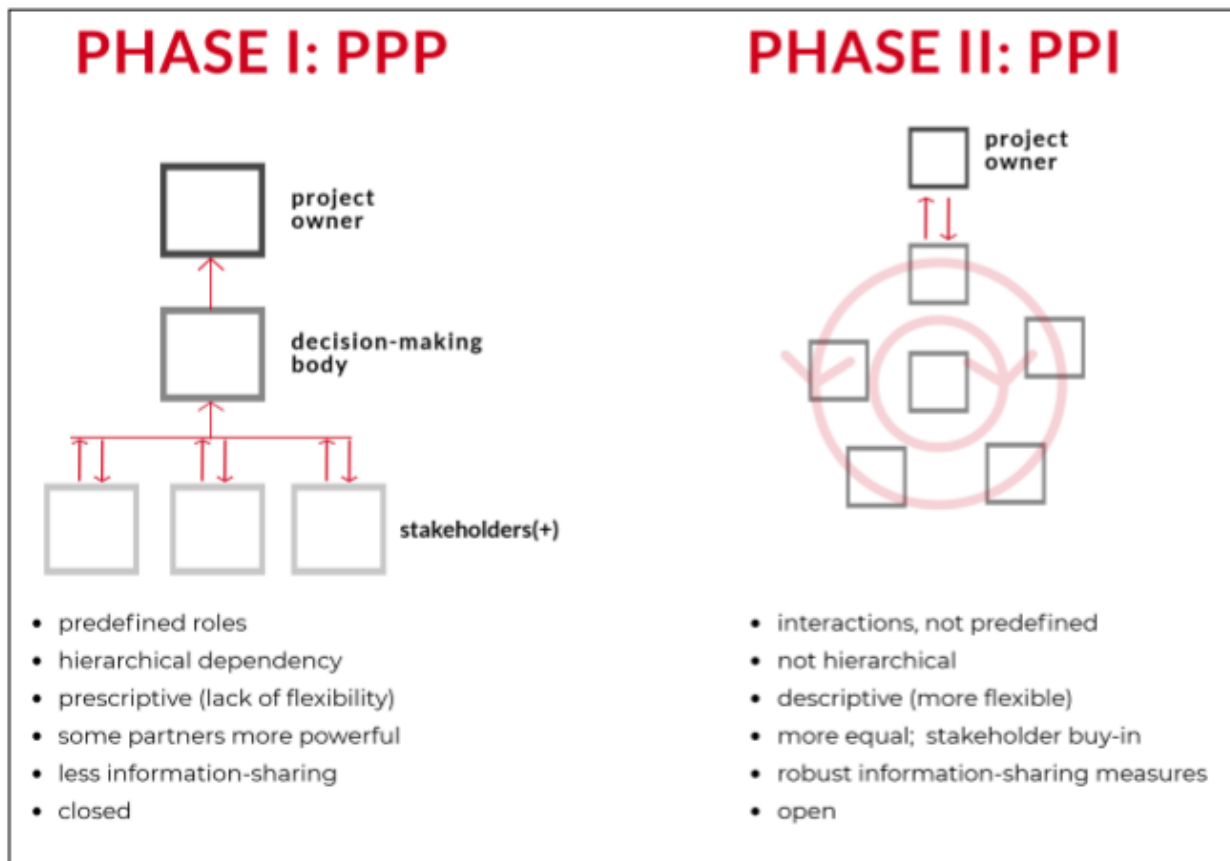 PHASE I: PPP
project
owner
decision-making
body
stakeholders(+)
• predefined roles
• hierarchical dependency
• prescriptive (lack of flexibility)
• some partners more powerful
• less information-sharing
• closed
PHASE II: PPI
project
owner
• interactions, not predefined
• not hierarchical
• descriptive (more flexible)
• more equal; stakeholder buy-in
• robust information-sharing measures
• open